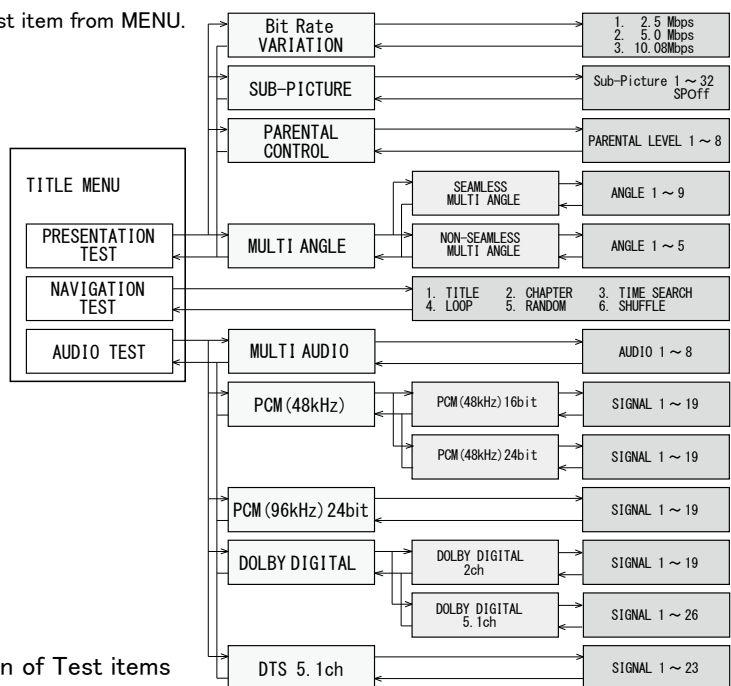 st item from MENU.
Bit Rate
VARIATION
1. 2.5 Mbps
2. 5.0 Mbps
3. 10.08Mbps
SUB-PICTURE
Sub-Picture 1～32
SPOff
PARENTAL
CONTROL
PARENTAL LEVEL 1～8
TITLE MENU
SEAMLESS
MULTI ANGLE
ANGLE 1～9
PRESENTATION
TEST
MULTI ANGLE
NON-SEAMLESS
MULTI ANGLE
ANGLE 1～5
NAVIGATION
TEST
1. TITLE 2. CHAPTER 3. TIME SEARCH
4. LOOP 5. RANDOM 6. SHUFFLE
AUDIO TEST
MULTI AUDIO
AUDIO 1～8
PCM(48kHz)
PCM(48kHz)16bit
SIGNAL 1～19
PCM(48kHz)24bit
SIGNAL 1～19
PCM(96kHz)24bit
SIGNAL 1～19
DOLBY DIGITAL
DOLBY DIGITAL
2ch
SIGNAL 1～19
DOLBY DIGITAL
5.1ch
SIGNAL 1～26
n of Test items
DTS 5.1ch
SIGNAL 1～23